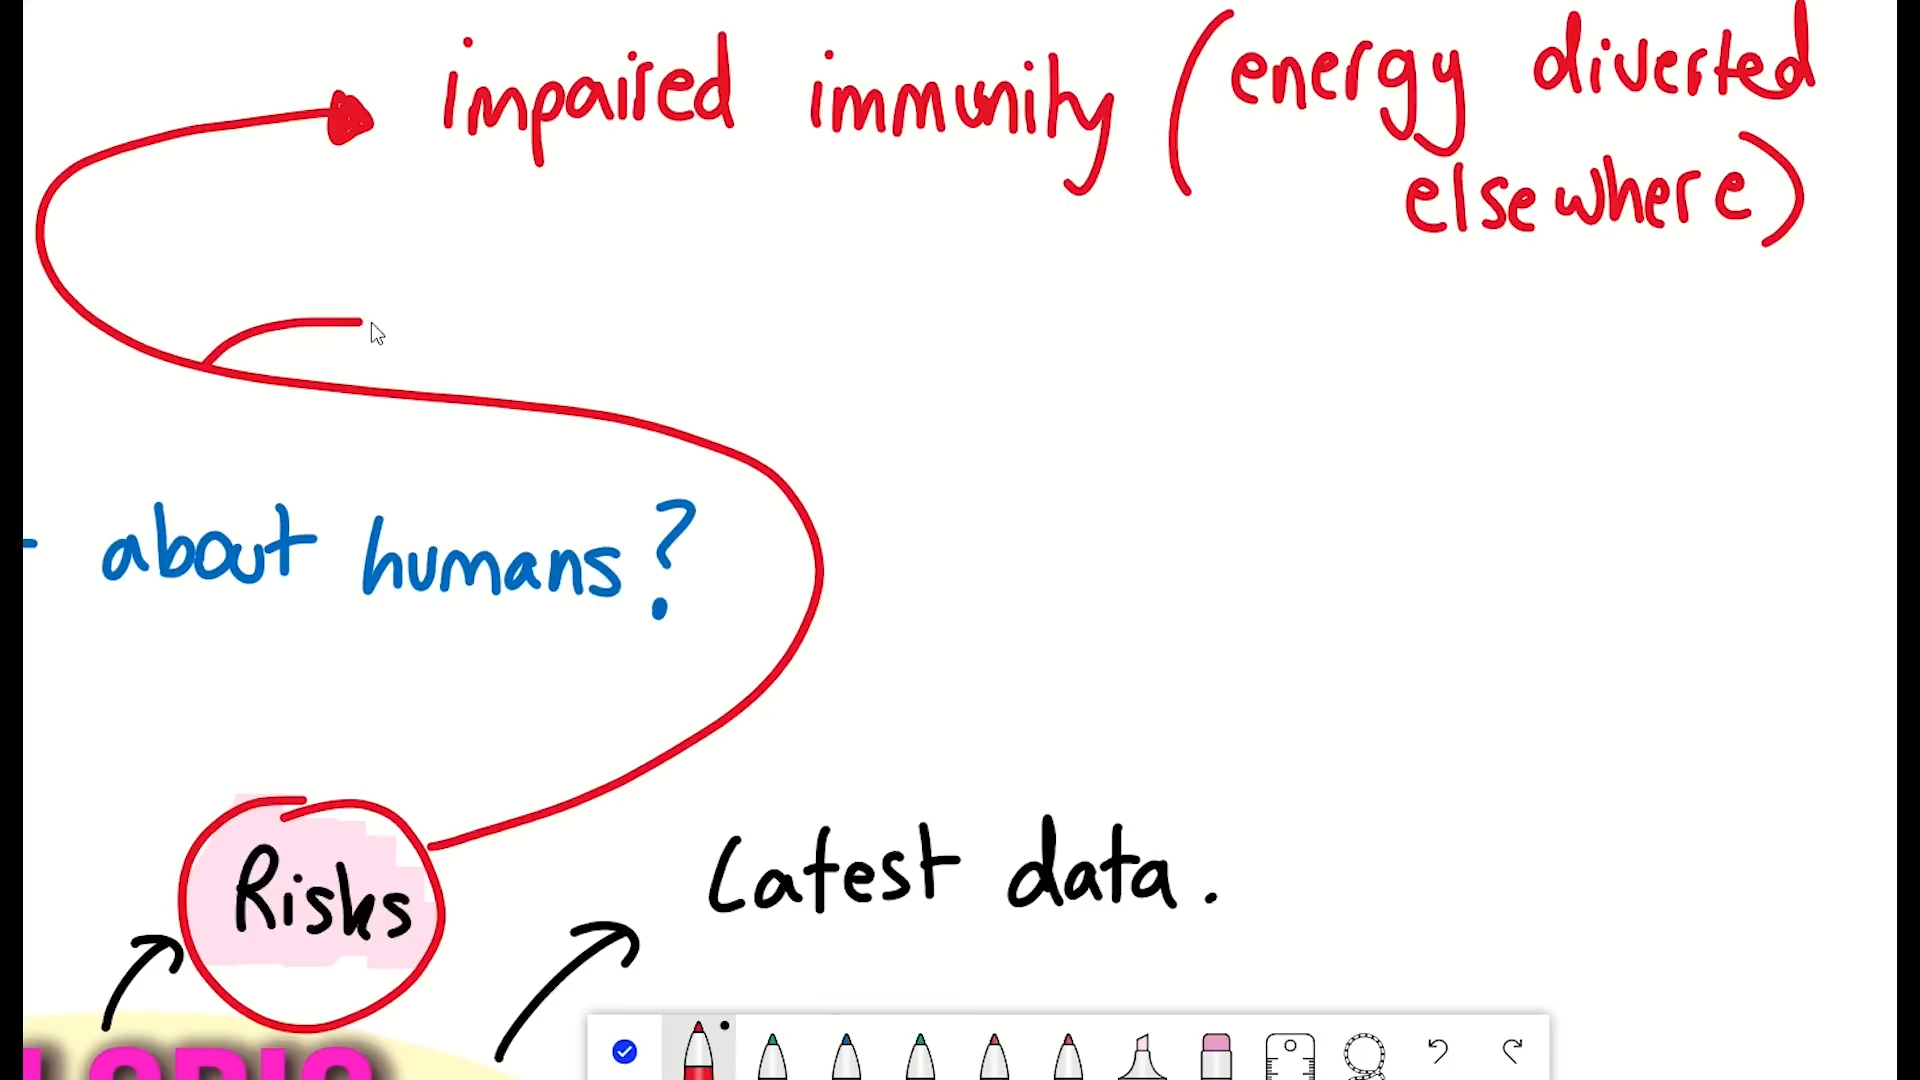 impaired immunity (energy diverted
elsewhere)
about humans?
Risks
Latest data.